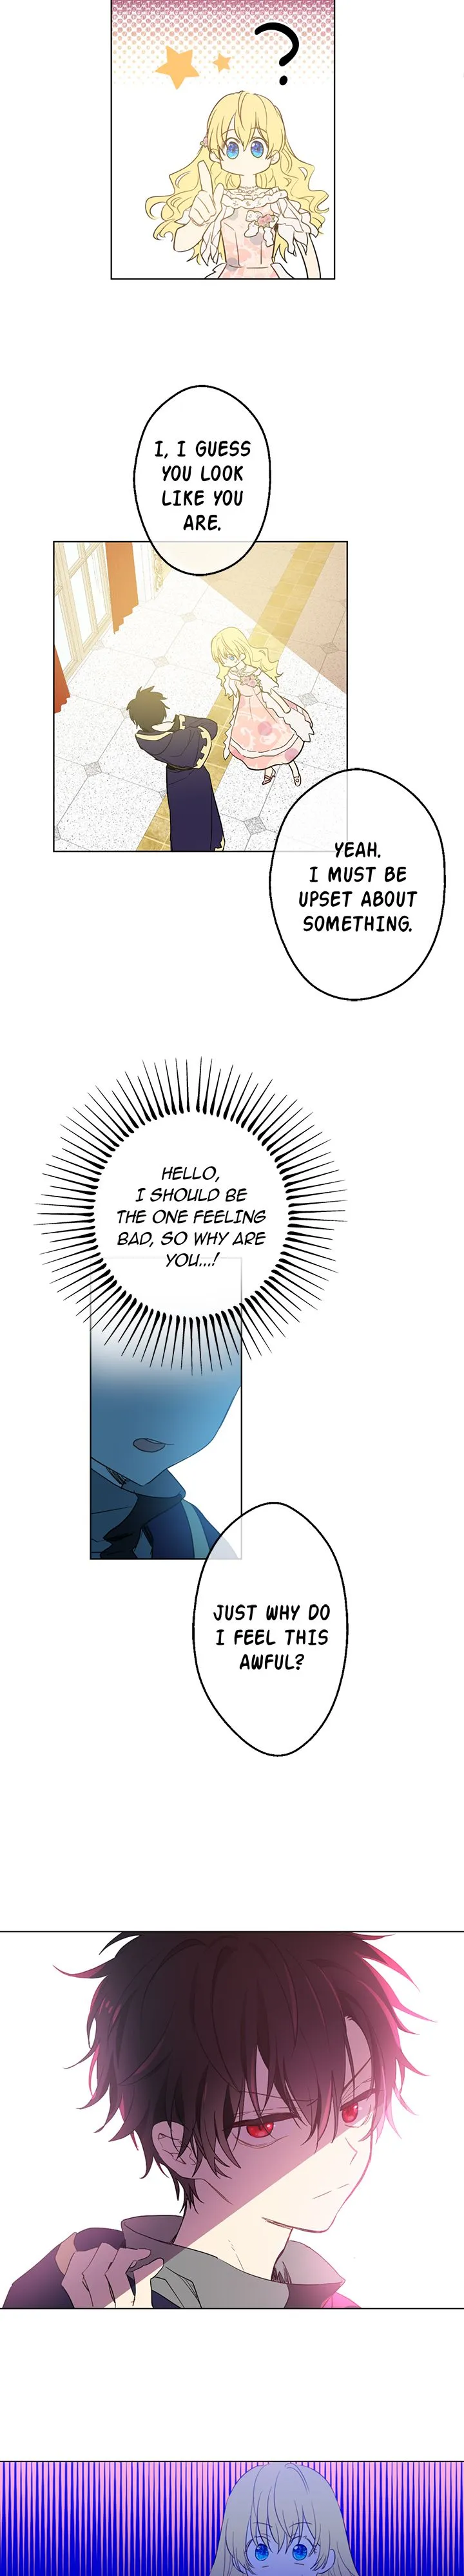 ?
I, I GUESS
YOU LOOK
LIKE YOU
ARE.
YEAH.
I MUST BE
UPSET ABOUT
SOMETHING.
HELLO,
I SHOULD BE
THE ONE FEELING
BAD, SO WHY ARE
YOU...!
JUST WHY DO
I FEEL THIS
AWFUL?